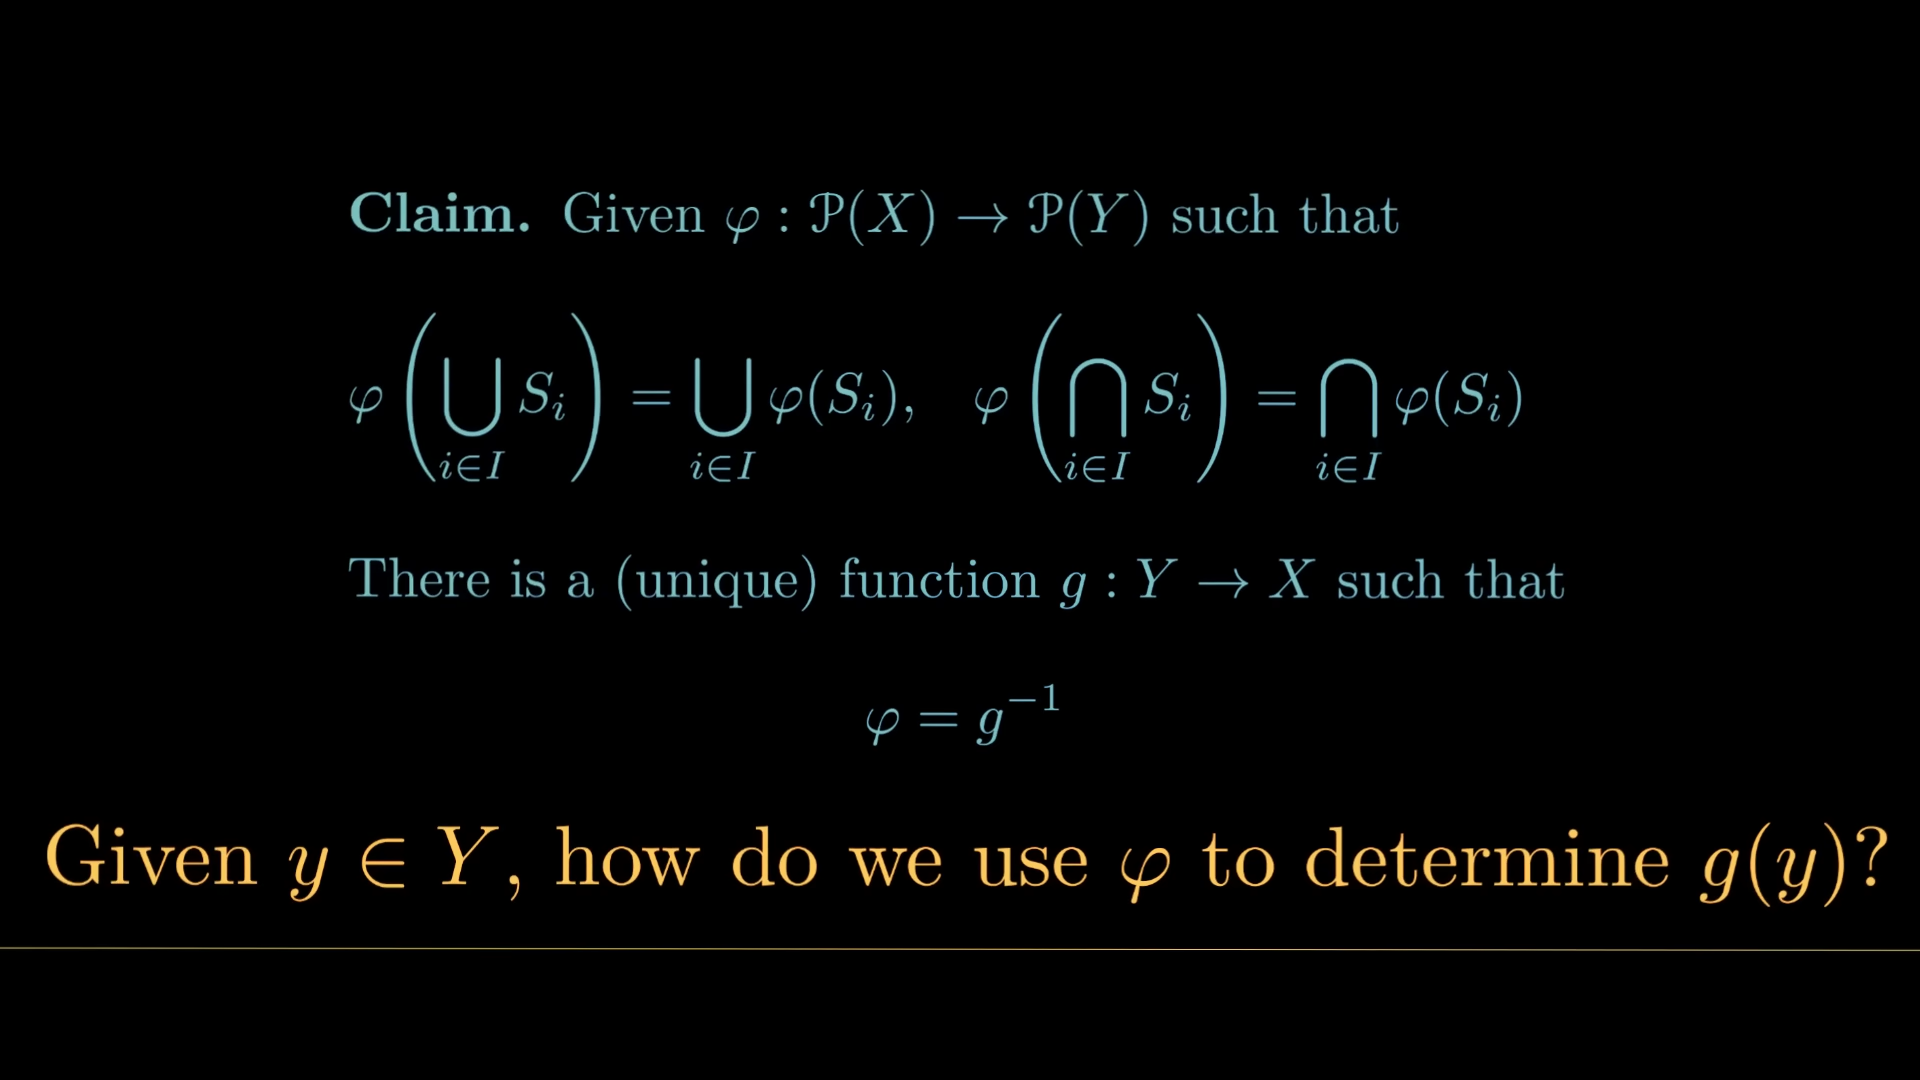 Claim. Given φ : 𝒫(X) → 𝒫(Y) such that
φ(⋃_{i∈I} S_i) = ⋃_{i∈I} φ(S_i), φ(⋂_{i∈I} S_i) = ⋂_{i∈I} φ(S_i)
There is a (unique) function g : Y → X such that
φ = g⁻¹
Given y ∈ Y, how do we use φ to determine g(y)?